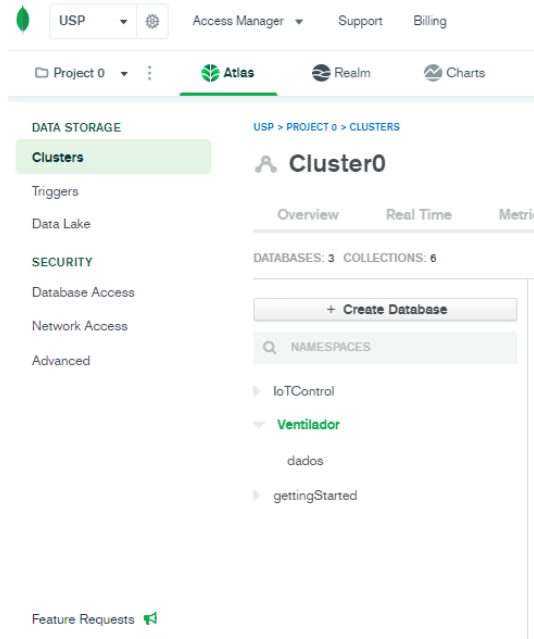 USP Access Manager Support Billing
Project 0 Atlas Realm Charts
DATA STORAGE
Clusters
Triggers
Data Lake
SECURITY
Database Access
Network Access
Advanced
Feature Requests
USP > PROJECT 0 > CLUSTERS
Cluster0
Overview Real Time Metri
DATABASES: 3 COLLECTIONS: 6
+ Create Database
NAMESPACES
IoTControl
Ventilador
dados
gettingStarted